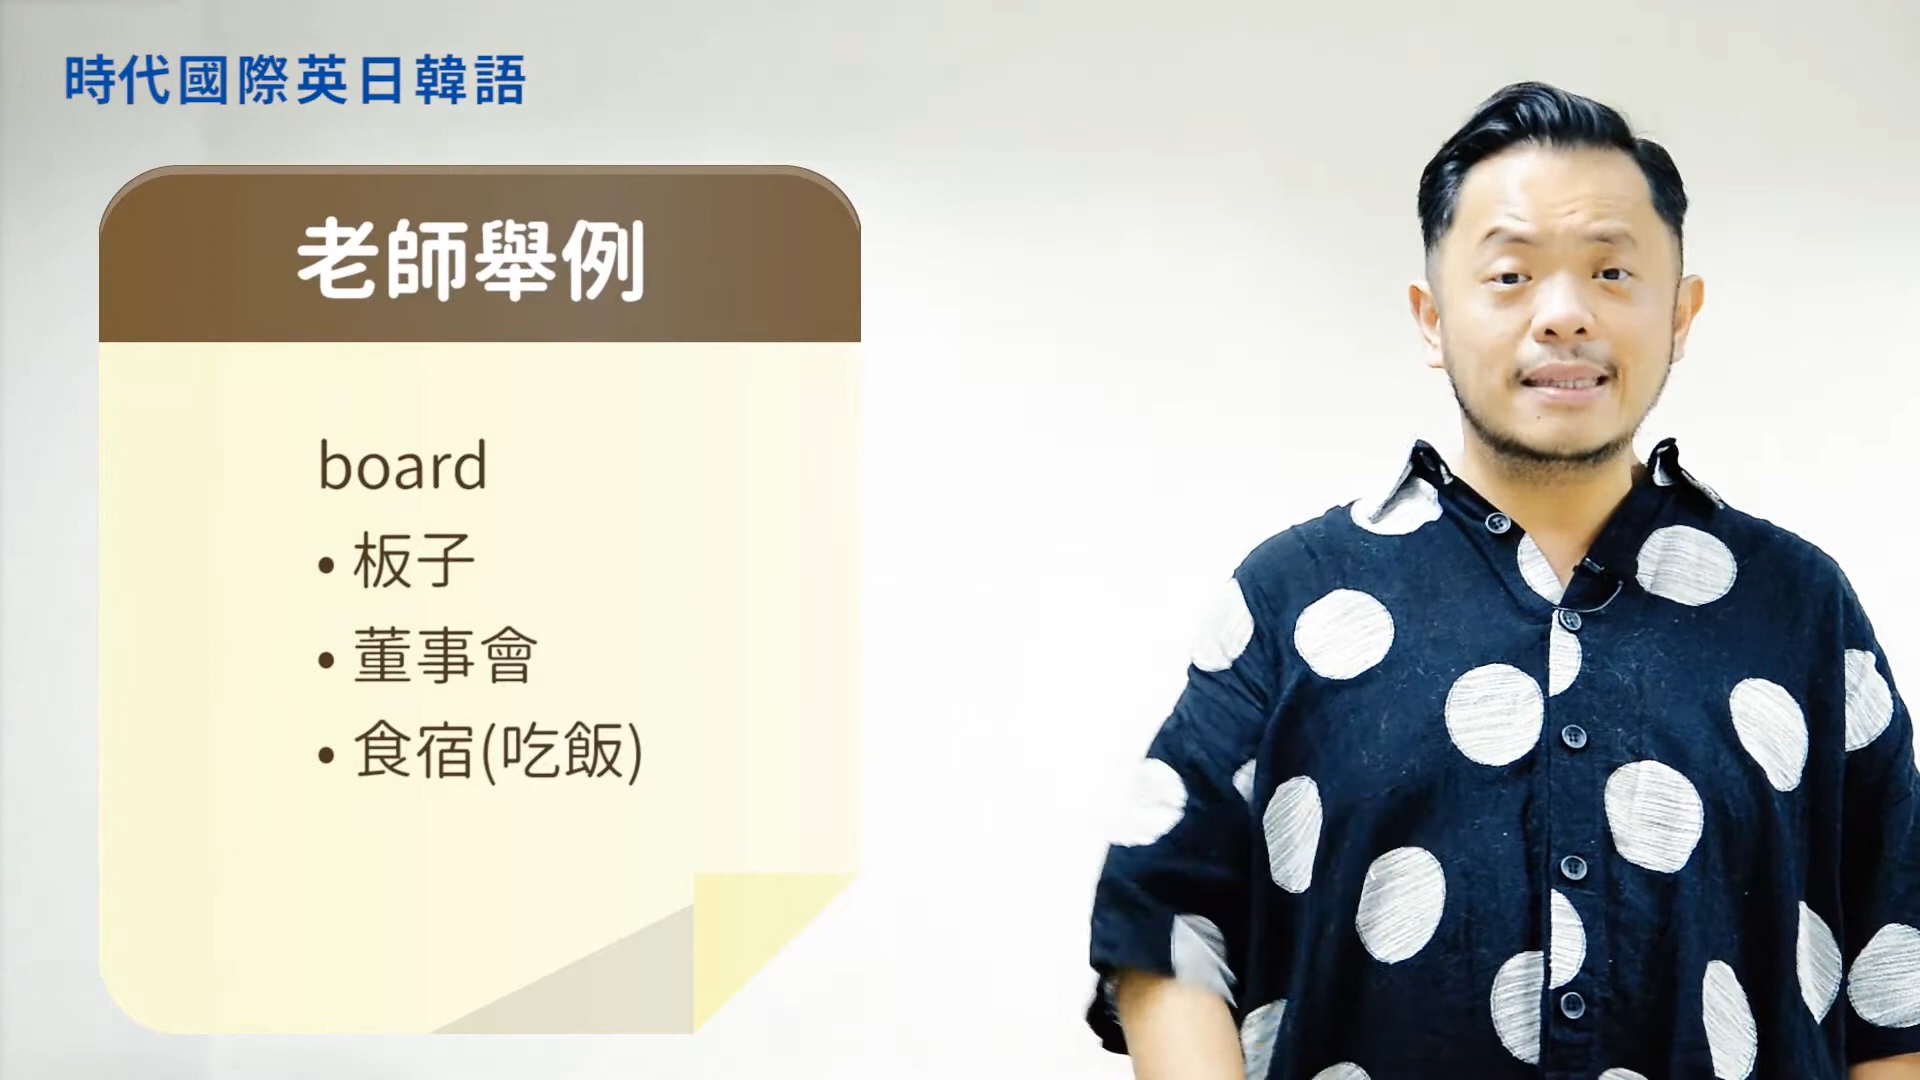 時代國際英日韓語
老師舉例
board
• 板子
• 董事會
• 食宿(吃飯)